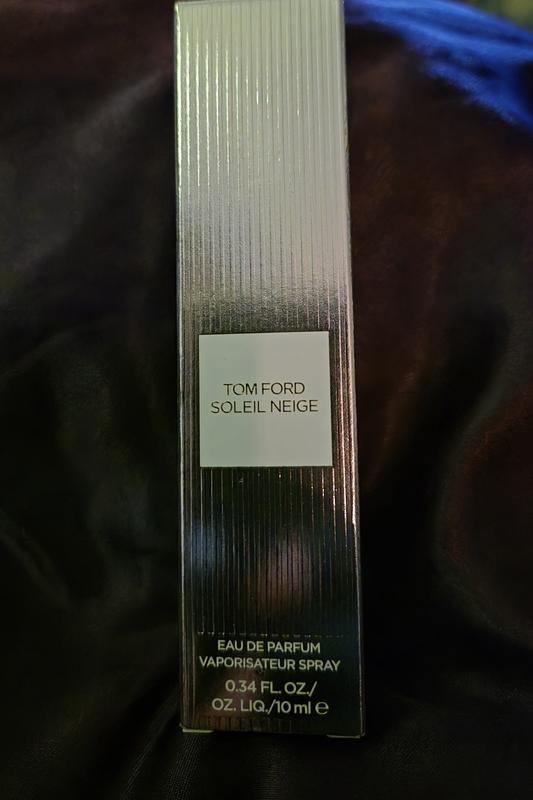 TOM FORD
SOLEIL NEIGE
EAU DE PARFUM
VAPORISATEUR SPRAY
0.34 FL. OZ./
OZ. LIQ./10 ml ℮